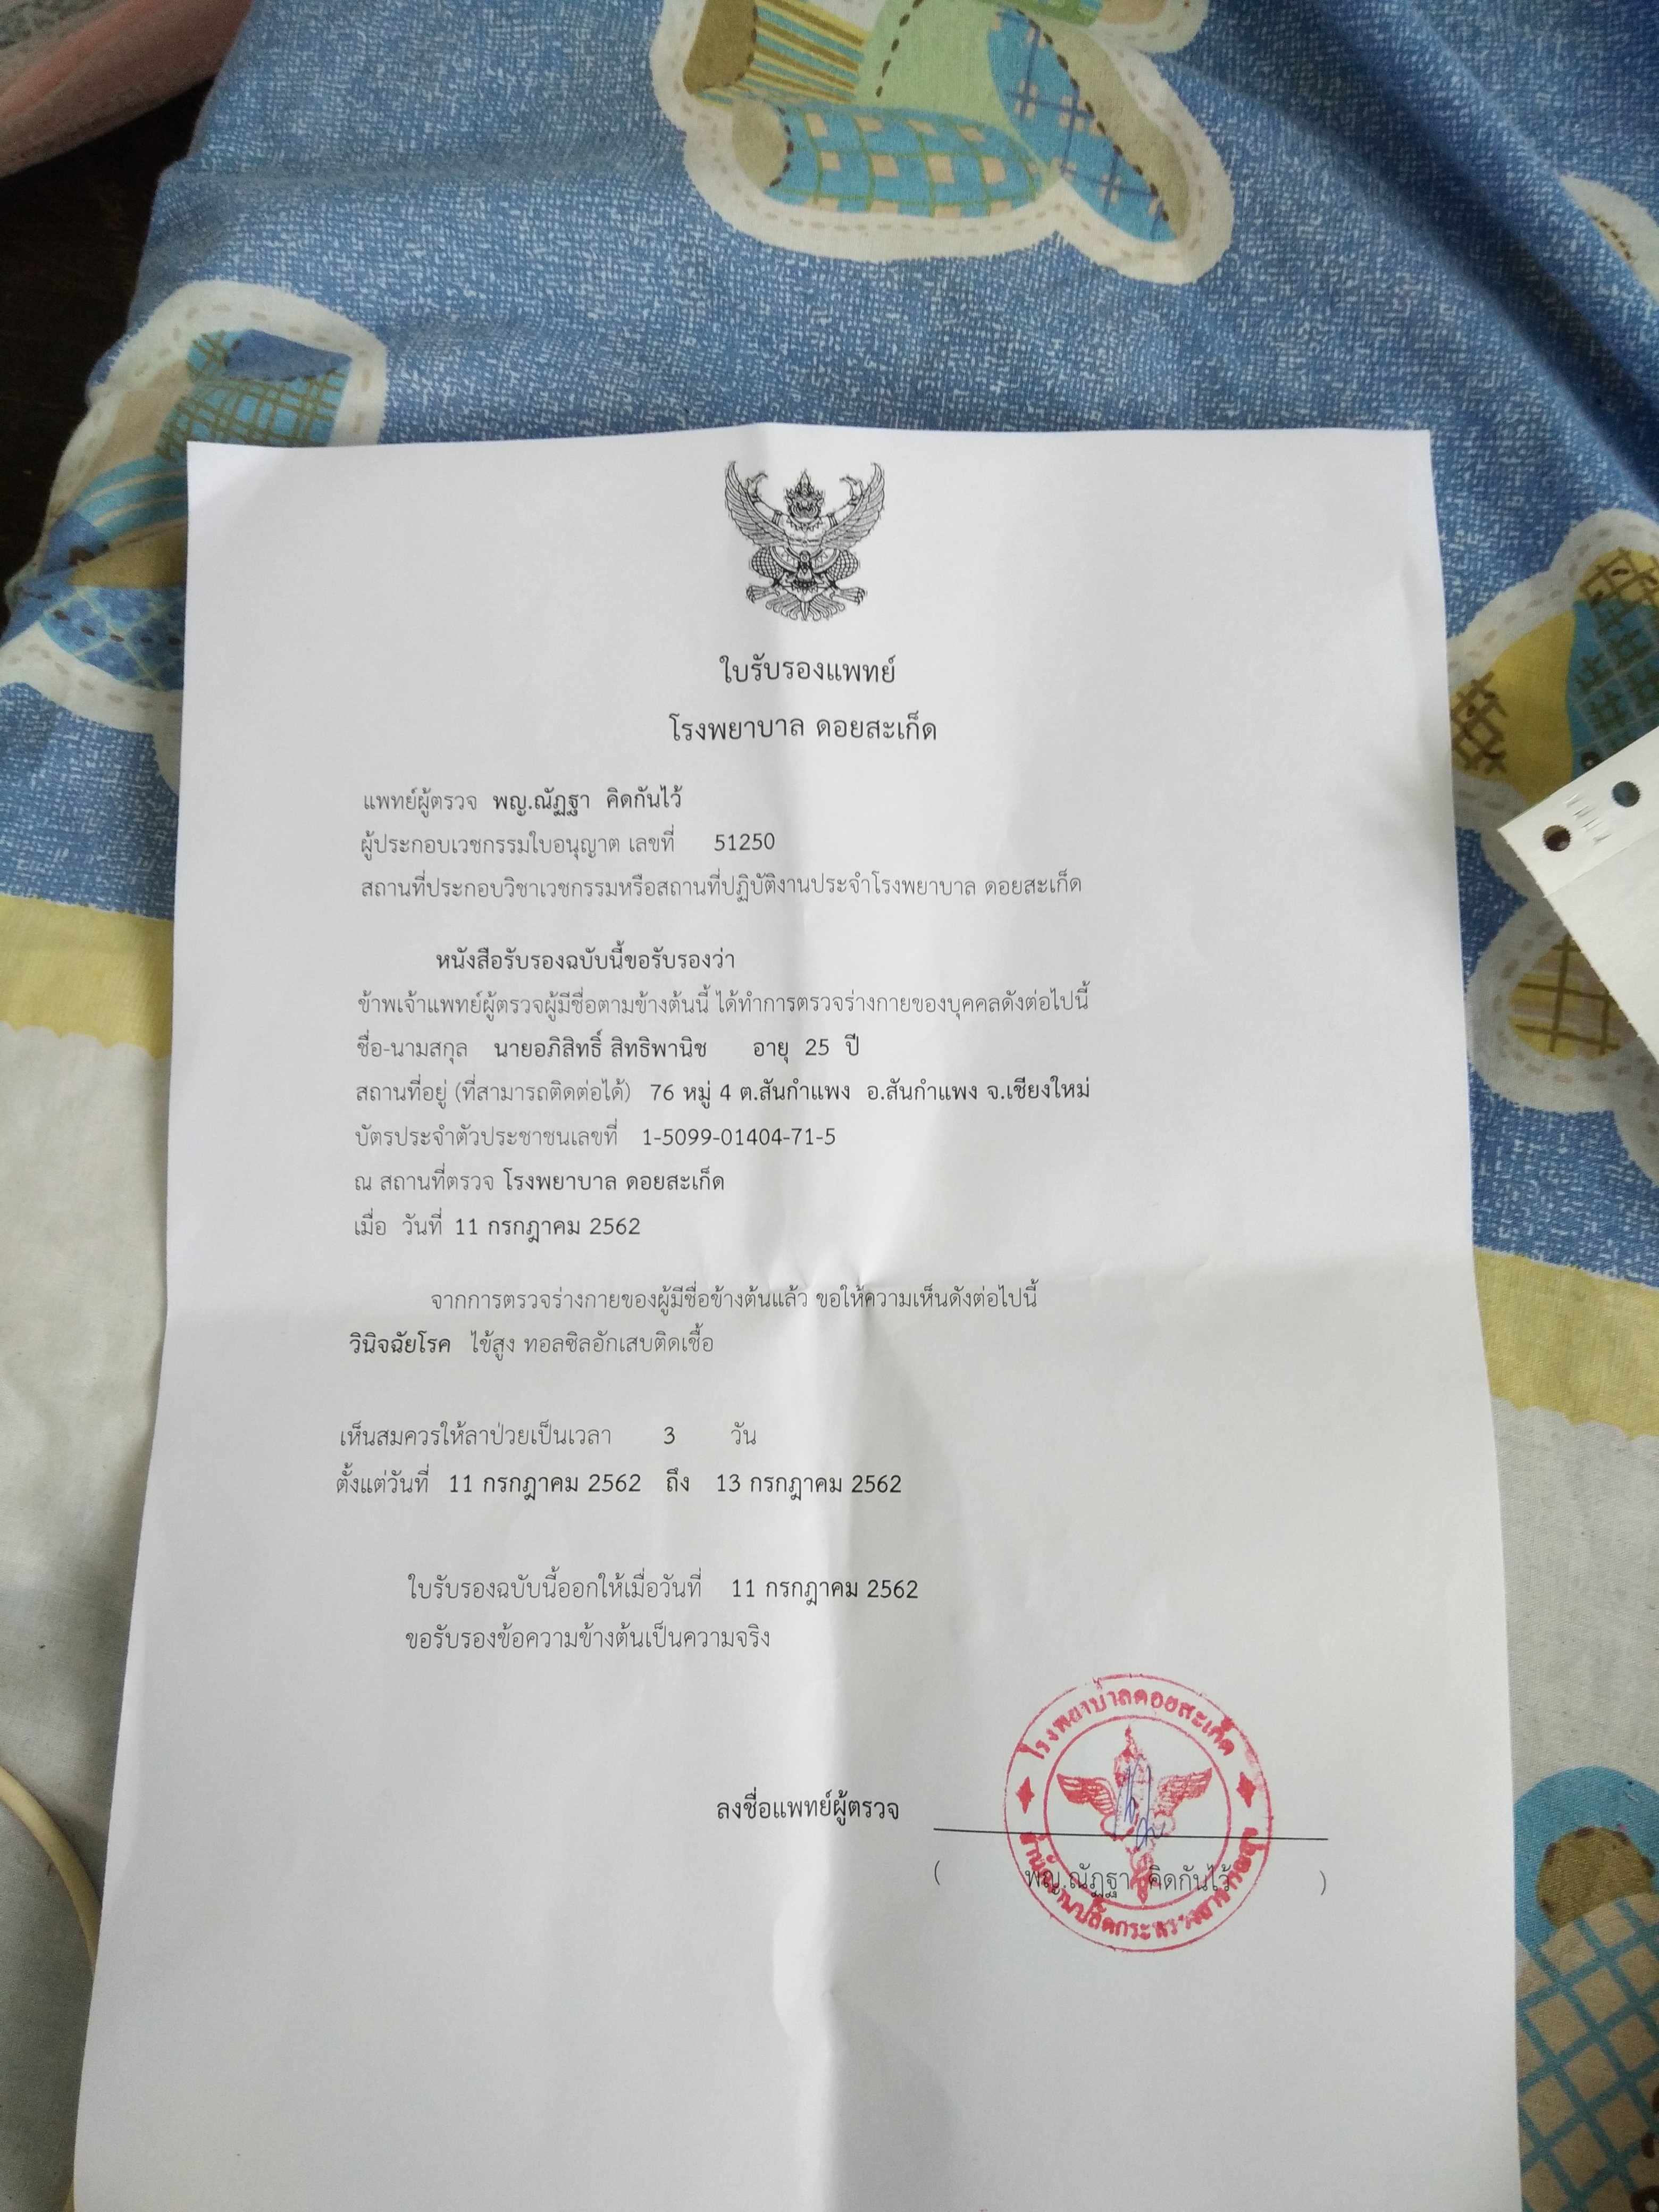 ใบรับรองแพทย์
โรงพยาบาล ดอยสะเก็ด
แพทย์ผู้ตรวจ พญ.ณัฏฐา คิดกันไว้
ผู้ประกอบเวชกรรมใบอนุญาต เลขที่ 51250
สถานที่ประกอบวิชาเวชกรรมหรือสถานที่ปฏิบัติงานประจำโรงพยาบาล ดอยสะเก็ด
หนังสือรับรองฉบับนี้ขอรับรองว่า
ข้าพเจ้าแพทย์ผู้ตรวจผู้มีชื่อตามข้างต้นนี้ ได้ทำการตรวจร่างกายของบุคคลดังต่อไปนี้
ชื่อ-นามสกุล นายอภิสิทธิ์ สิทธิพานิช อายุ 25 ปี
สถานที่อยู่ (ที่สามารถติดต่อได้) 76 หมู่ 4 ต.สันกำแพง อ.สันกำแพง จ.เชียงใหม่
บัตรประจำตัวประชาชนเลขที่ 1-5099-01404-71-5
ณ สถานที่ตรวจ โรงพยาบาล ดอยสะเก็ด
เมื่อ วันที่ 11 กรกฎาคม 2562
จากการตรวจร่างกายของผู้มีชื่อข้างต้นแล้ว ขอให้ความเห็นดังต่อไปนี้
วินิจฉัยโรค ไข้สูง ทอลซิลอักเสบติดเชื้อ
เห็นสมควรให้ลาป่วยเป็นเวลา 3 วัน
ตั้งแต่วันที่ 11 กรกฎาคม 2562 ถึง 13 กรกฎาคม 2562
ใบรับรองฉบับนี้ออกให้เมื่อวันที่ 11 กรกฎาคม 2562
ขอรับรองข้อความข้างต้นเป็นความจริง
โรงพยาบาลดอยสะเก็ด
ลงชื่อแพทย์ผู้ตรวจ
( พญ.ณัฏฐา คิดกันไว้ )
สำนักงานปลัดกระทรวงสาธารณสุข